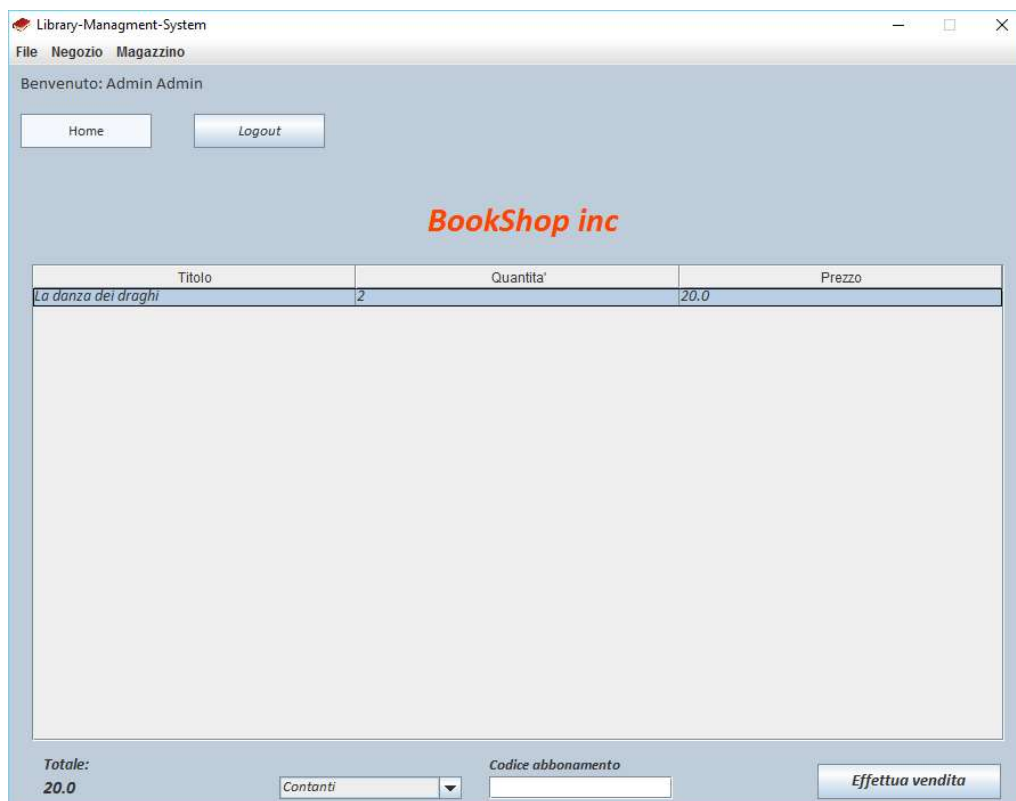 Library-Managment-System
File Negozio Magazzino
Benvenuto: Admin Admin
Home Logout
BookShop inc
Titolo Quantita' Prezzo
La danza dei draghi 2 20.0
Totale: Codice abbonamento
20.0 Contanti Effettua vendita